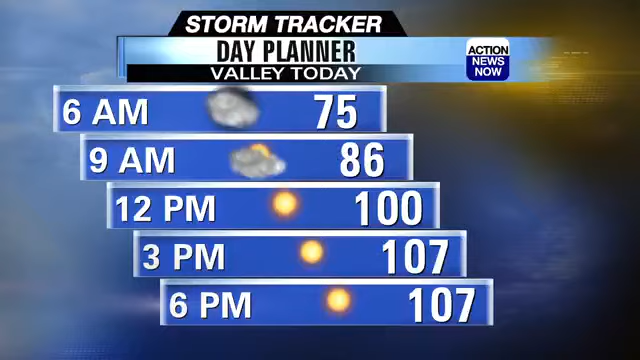 STORM TRACKER
DAY PLANNER
VALLEY TODAY
ACTION
NEWS
NOW
6 AM 75
9 AM 86
12 PM 100
3 PM 107
6 PM 107